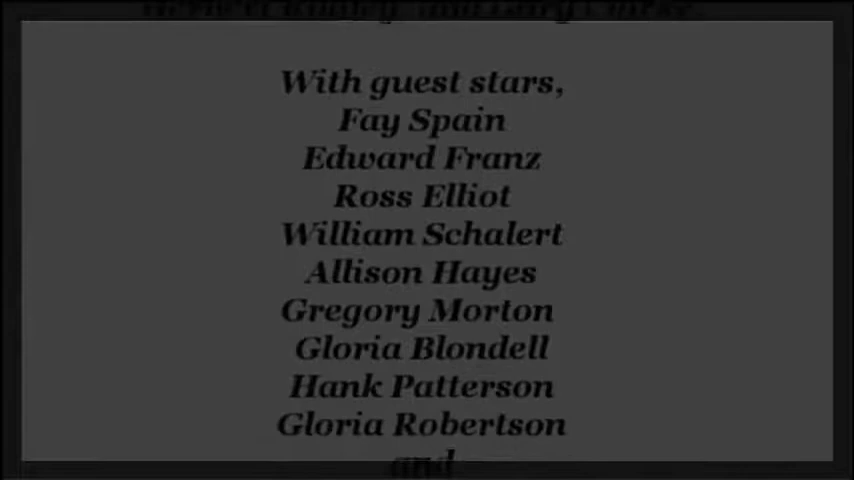 With guest stars,
Fay Spain
Edward Franz
Ross Elliot
William Schalert
Allison Hayes
Gregory Morton
Gloria Blondell
Hank Patterson
Gloria Robertson
and